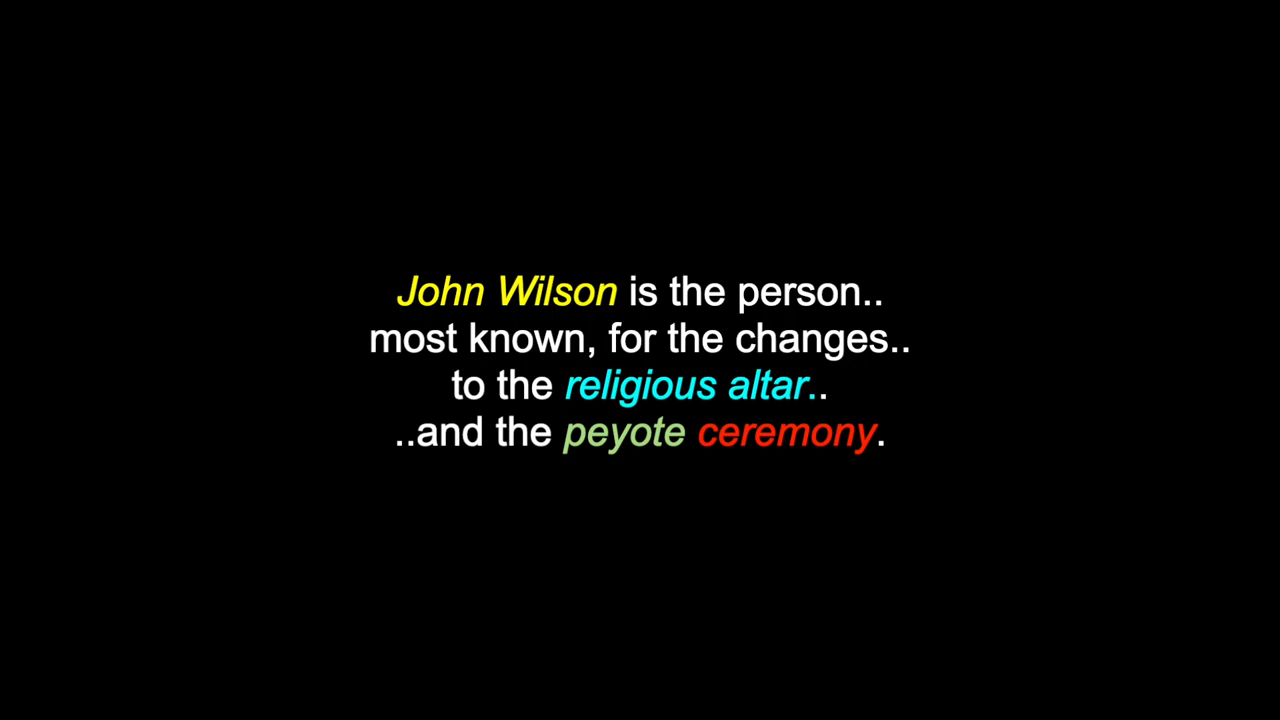 John Wilson is the person..
most known, for the changes..
to the religious altar..
..and the peyote ceremony.